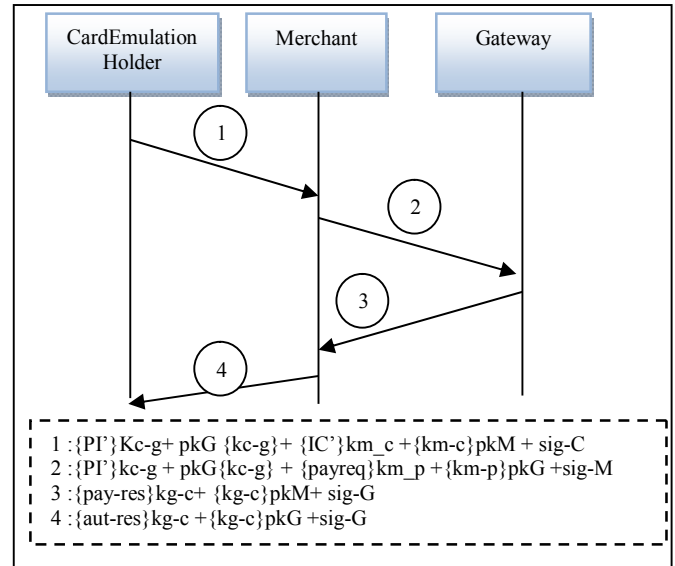 CardEmulation
Holder
Merchant
Gateway
1
2
3
4
1 :{PI’}Kc-g+ pkG {kc-g}+ {IC’}km_c +{km-c}pkM + sig-C
2 :{PI’}kc-g + pkG{kc-g} + {payreq}km_p +{km-p}pkG +sig-M
3 :{pay-res}kg-c+ {kg-c}pkM+ sig-G
4 :{aut-res}kg-c +{kg-c}pkG +sig-G